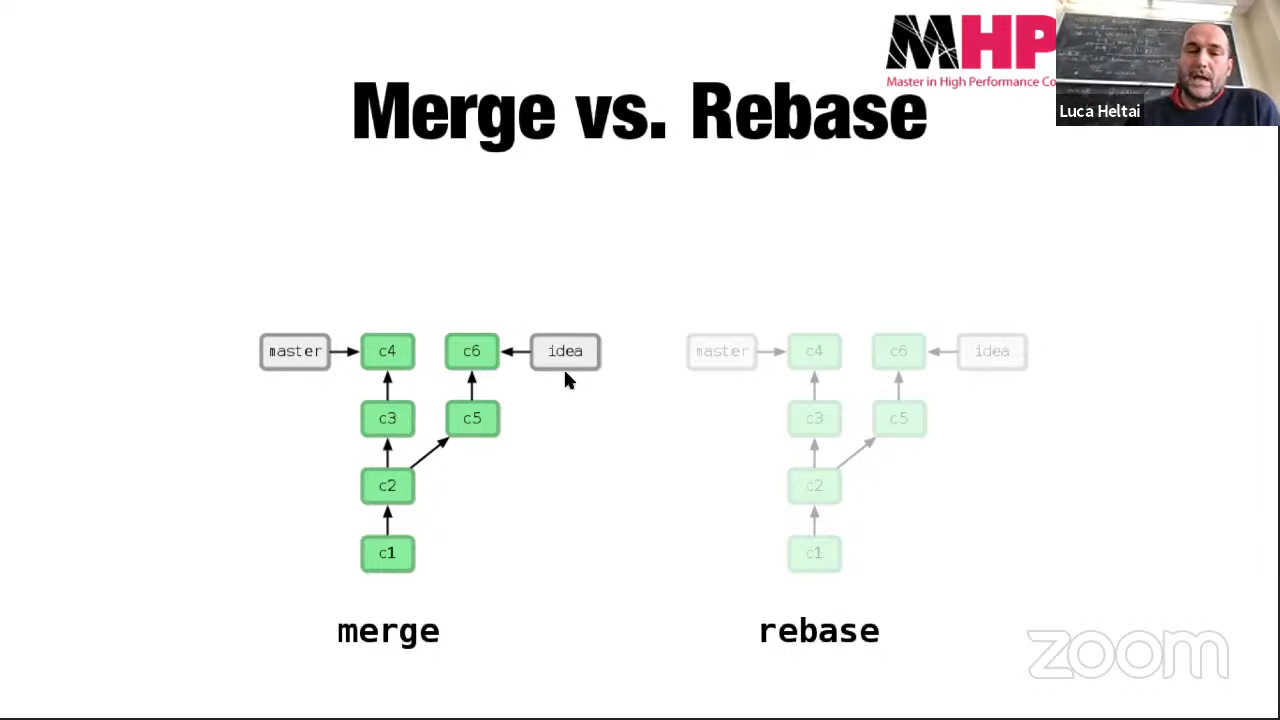 MHP
Master in High Performance Co
Luca Heltai
Merge vs. Rebase
master c4 c6 idea
c3 c5
c2
c1
merge
master c4 c6 idea
c3 c5
c2
c1
rebase
zoom